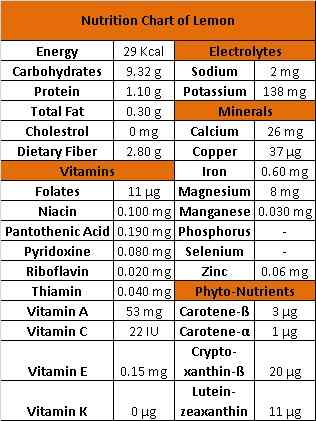 Nutrition Chart of Lemon
Energy 29 Kcal Electrolytes
Carbohydrates 9.32 g Sodium 2 mg
Protein 1.10 g Potassium 138 mg
Total Fat 0.30 g Minerals
Cholestrol 0 mg Calcium 26 mg
Dietary Fiber 2.80 g Copper 37 µg
Vitamins Iron 0.60 mg
Folates 11 µg Magnesium 8 mg
Niacin 0.100 mg Manganese 0.030 mg
Pantothenic Acid 0.190 mg Phosphorus -
Pyridoxine 0.080 mg Selenium -
Riboflavin 0.020 mg Zinc 0.06 mg
Thiamin 0.040 mg Phyto-Nutrients
Vitamin A 53 mg Carotene-ß 3 µg
Vitamin C 22 IU Carotene-α 1 µg
Crypto-
Vitamin E 0.15 mg xanthin-ß 20 µg
Lutein-
Vitamin K 0 µg zeaxanthin 11 µg